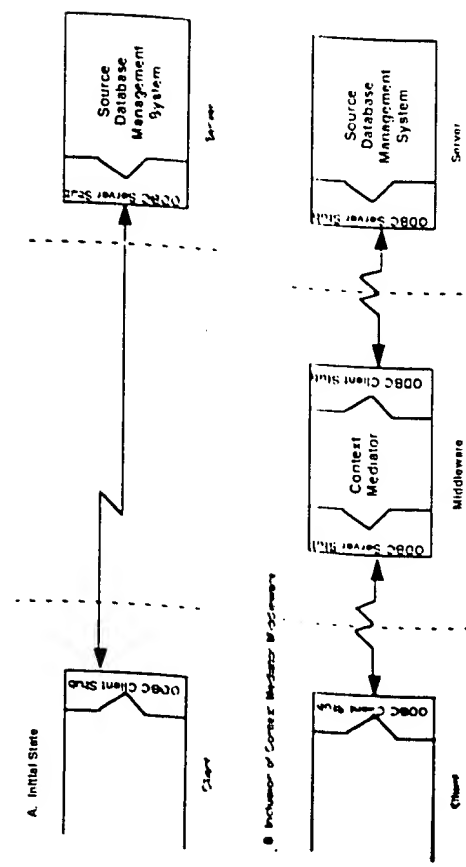 A. Initial State
ODBC Client Stub
Client
ODBC Server Stub
Source
Database
Management
System
Server
B Inclusion of Context Mediator Middleware
ODBC Client Stub
Client
ODBC Server Stub
Context
Mediator
ODBC Client Stub
Middleware
ODBC Server Stub
Source
Database
Management
System
Server